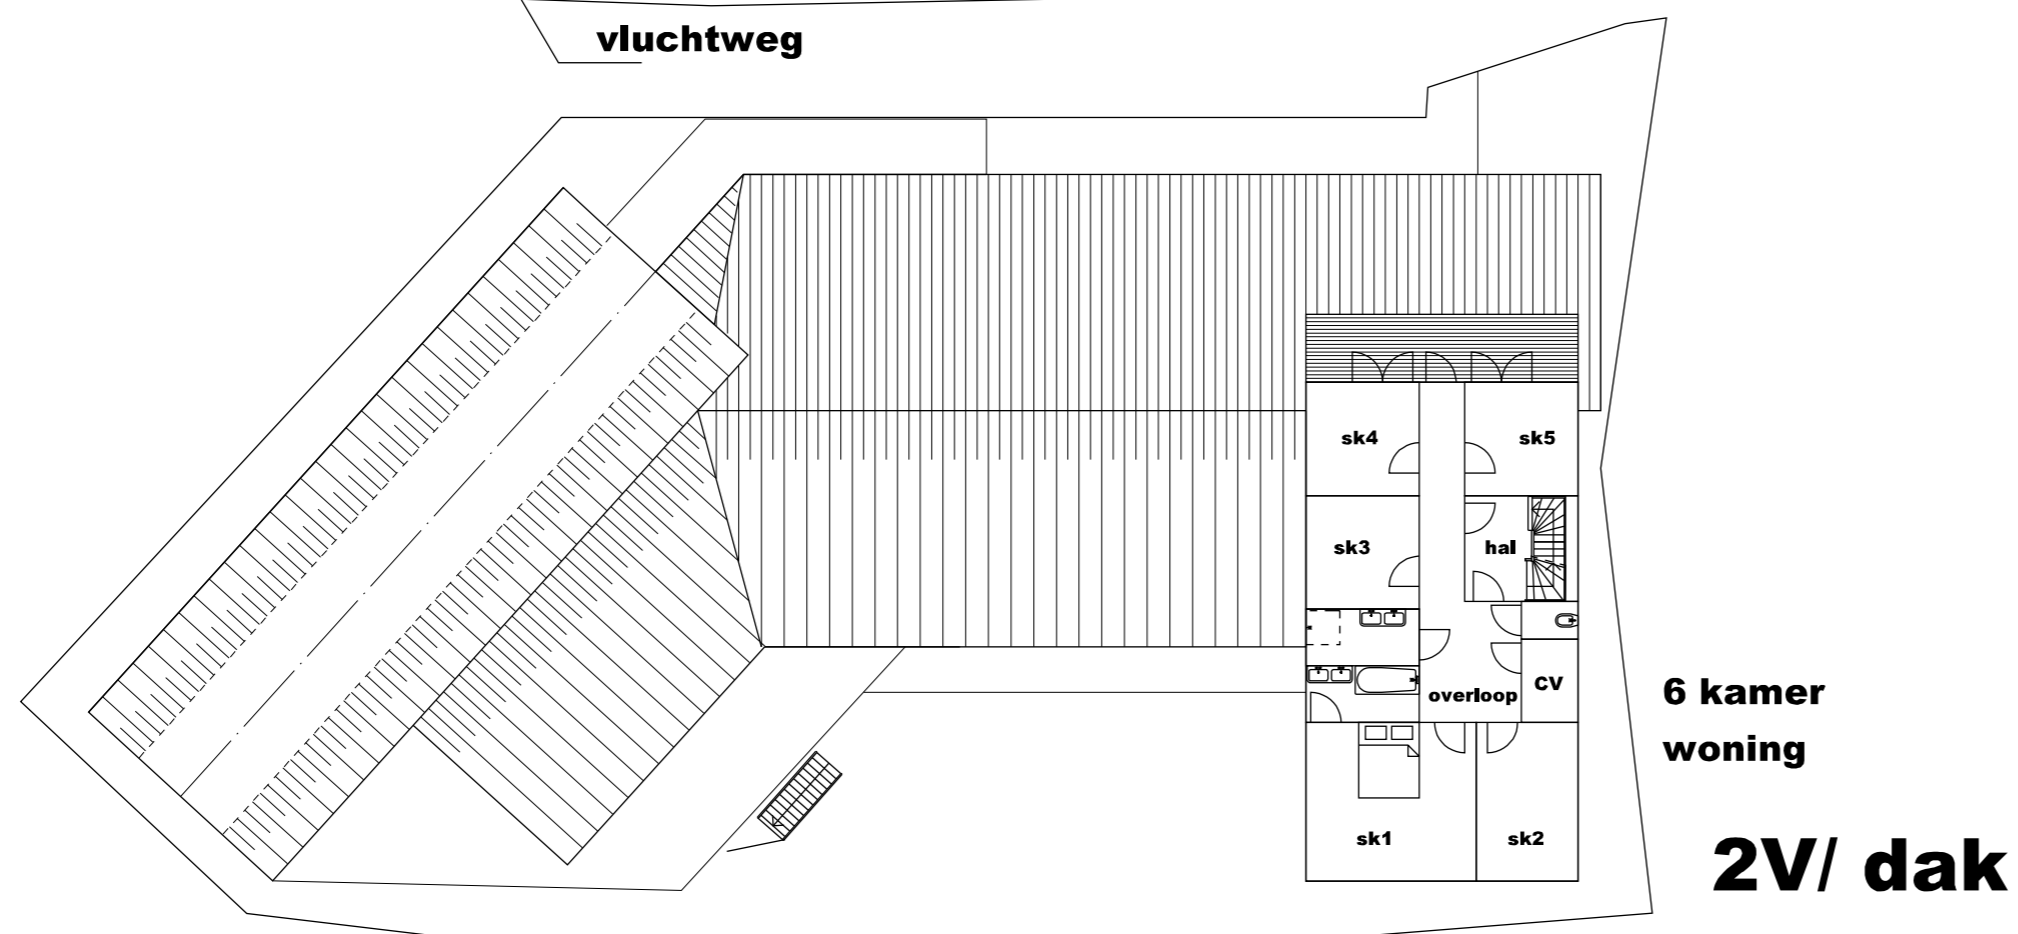 vluchtweg
sk4
sk5
sk3
hal
overloop
CV
sk1
sk2
6 kamer
woning
2V/ dak